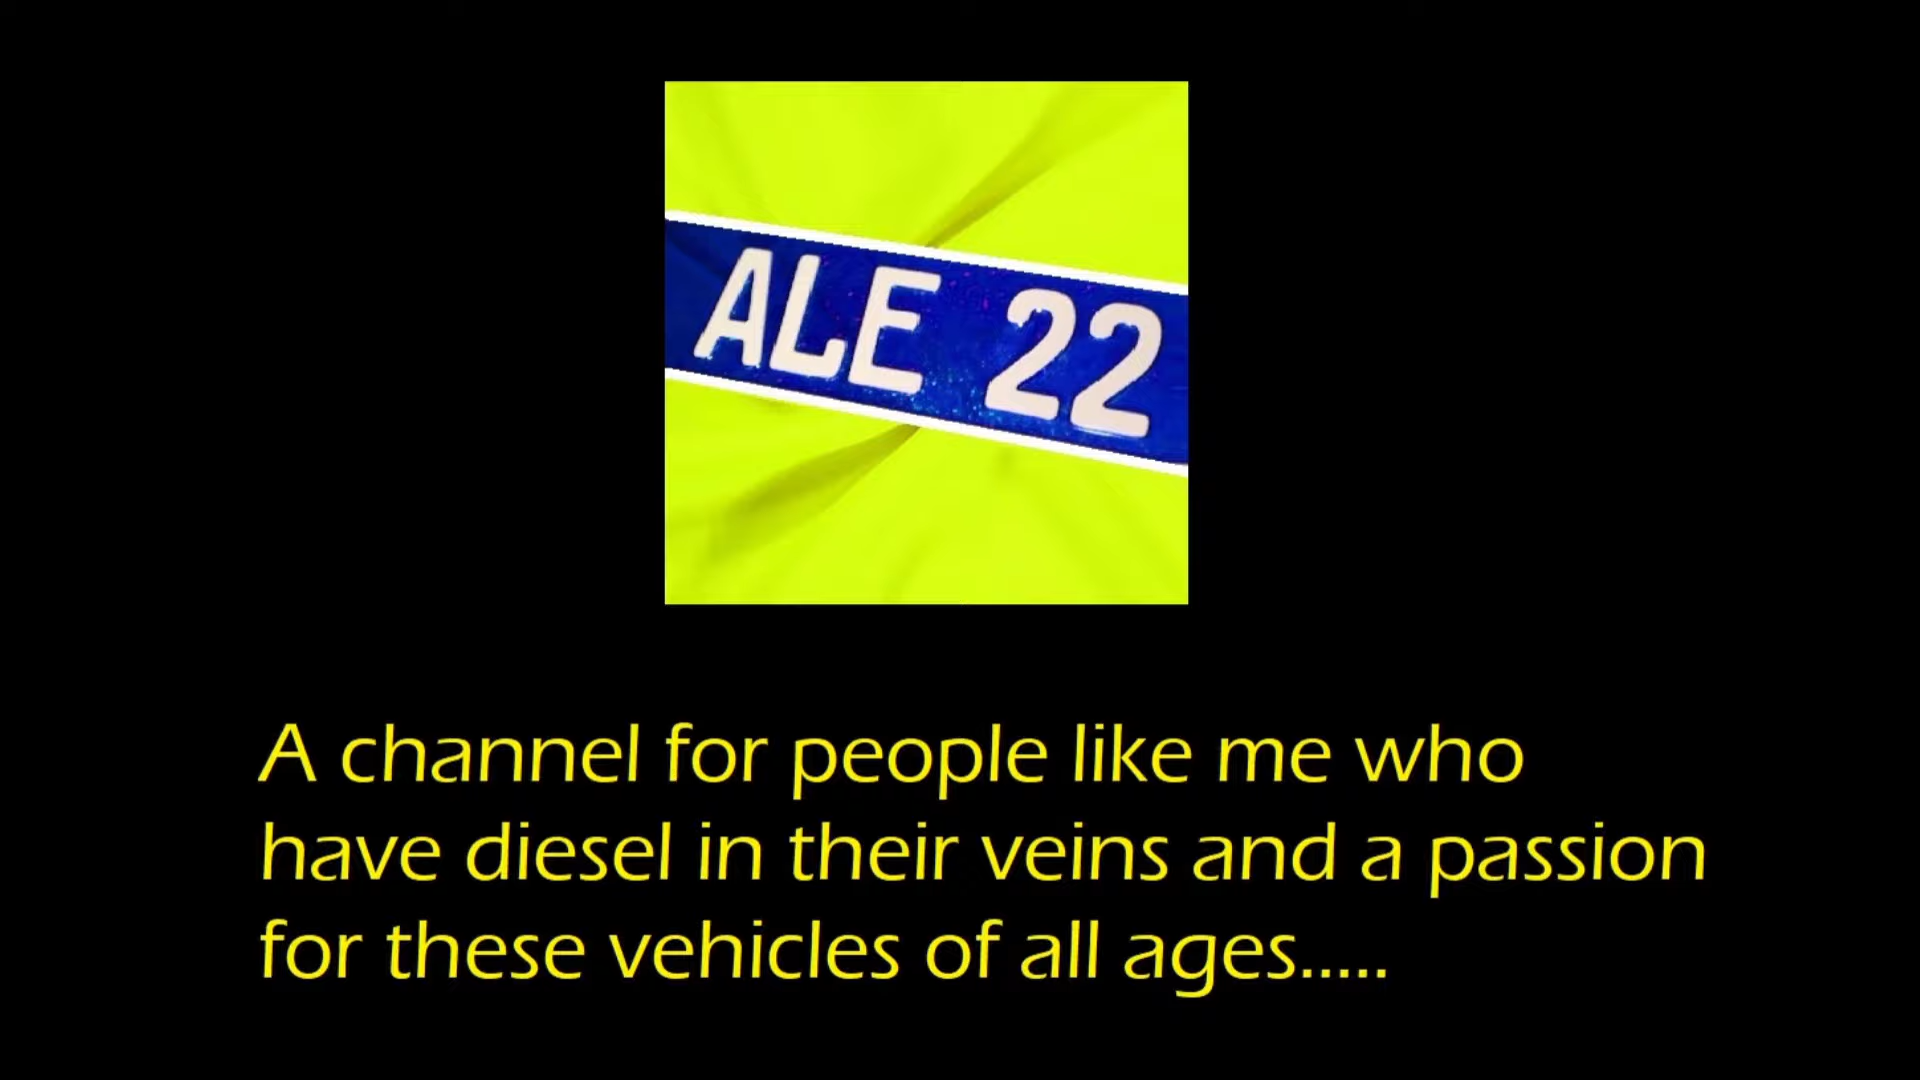 ALE 22
A channel for people like me who
have diesel in their veins and a passion
for these vehicles of all ages.....